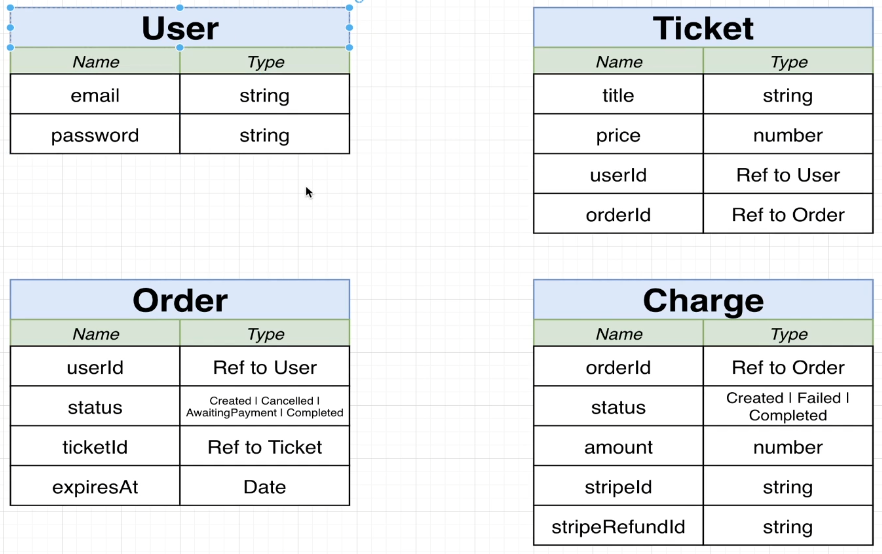 User
Name Type
email string
password string
Ticket
Name Type
title string
price number
userId Ref to User
orderId Ref to Order
Order
Name Type
userId Ref to User
status Created | Cancelled |
AwaitingPayment | Completed
ticketId Ref to Ticket
expiresAt Date
Charge
Name Type
orderId Ref to Order
status Created | Failed |
Completed
amount number
stripeId string
stripeRefundId string